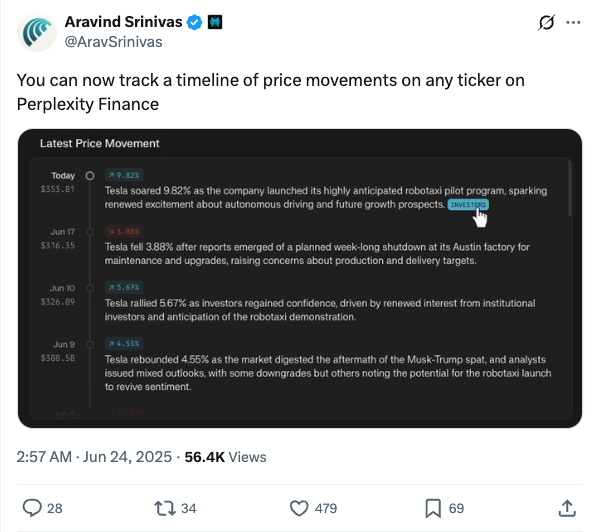 Aravind Srinivas
@AravSrinivas
You can now track a timeline of price movements on any ticker on
Perplexity Finance
Latest Price Movement
Today
$353.81
↗ 9.82%
Tesla soared 9.82% as the company launched its highly anticipated robotaxi pilot program, sparking
renewed excitement about autonomous driving and future growth prospects. INVESTORS
Jun 17
$316.35
↘ 3.88%
Tesla fell 3.88% after reports emerged of a planned week-long shutdown at its Austin factory for
maintenance and upgrades, raising concerns about production and delivery targets.
Jun 10
$326.09
↗ 5.67%
Tesla rallied 5.67% as investors regained confidence, driven by renewed interest from institutional
investors and anticipation of the robotaxi demonstration.
Jun 9
$308.58
↗ 4.55%
Tesla rebounded 4.55% as the market digested the aftermath of the Musk-Trump spat, and analysts
issued mixed outlooks, with some downgrades but others noting the potential for the robotaxi launch
to revive sentiment.
2:57 AM · Jun 24, 2025 · 56.4K Views
28
34
479
69